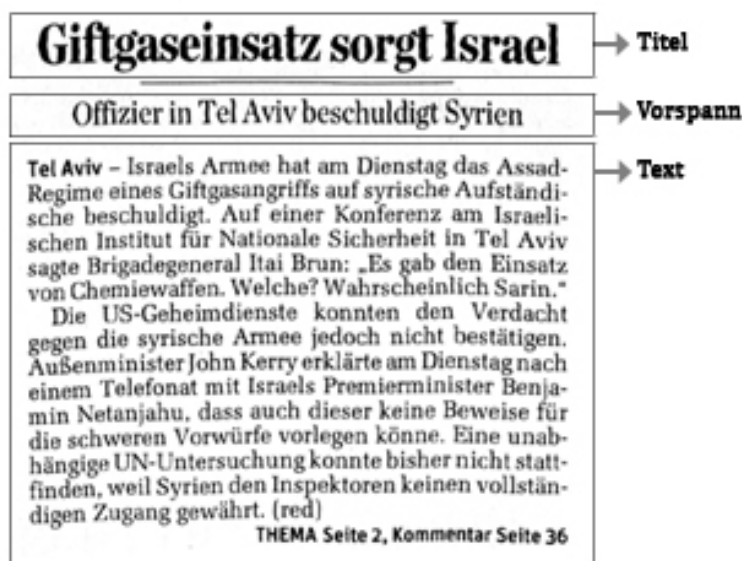 Giftgaseinsatz sorgt Israel
Titel
Offizier in Tel Aviv beschuldigt Syrien
Vorspann
Text
Tel Aviv – Israels Armee hat am Dienstag das Assad-
Regime eines Giftgasangriffs auf syrische Aufständi-
sche beschuldigt. Auf einer Konferenz am Israeli-
schen Institut für Nationale Sicherheit in Tel Aviv
sagte Brigadegeneral Itai Brun: „Es gab den Einsatz
von Chemiewaffen. Welche? Wahrscheinlich Sarin."
Die US-Geheimdienste konnten den Verdacht
gegen die syrische Armee jedoch nicht bestätigen.
Außenminister John Kerry erklärte am Dienstag nach
einem Telefonat mit Israels Premierminister Benja-
min Netanjahu, dass auch dieser keine Beweise für
die schweren Vorwürfe vorlegen könne. Eine unab-
hängige UN-Untersuchung konnte bisher nicht statt-
finden, weil Syrien den Inspektoren keinen vollstän-
digen Zugang gewährt. (red)
THEMA Seite 2, Kommentar Seite 36